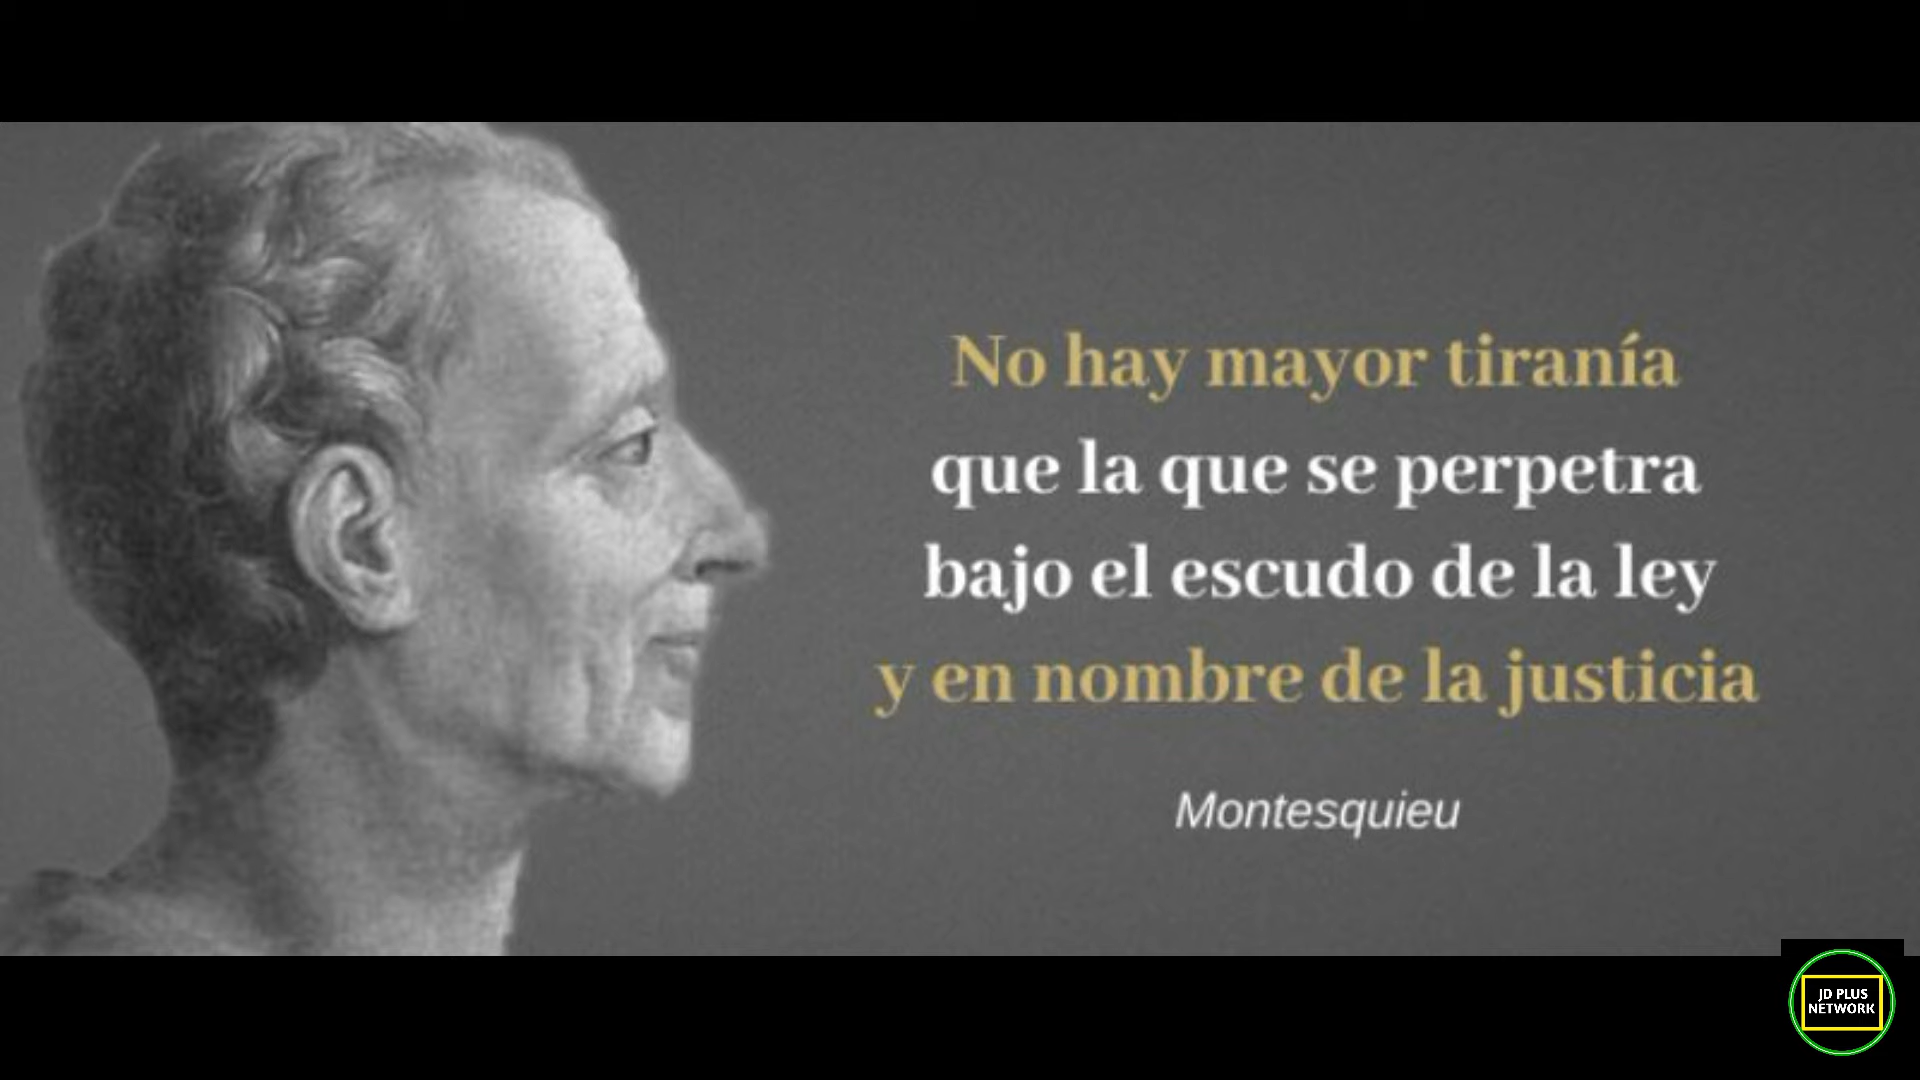 No hay mayor tiranía
que la que se perpetra
bajo el escudo de la ley
y en nombre de la justicia
Montesquieu
JD PLUS
NETWORK